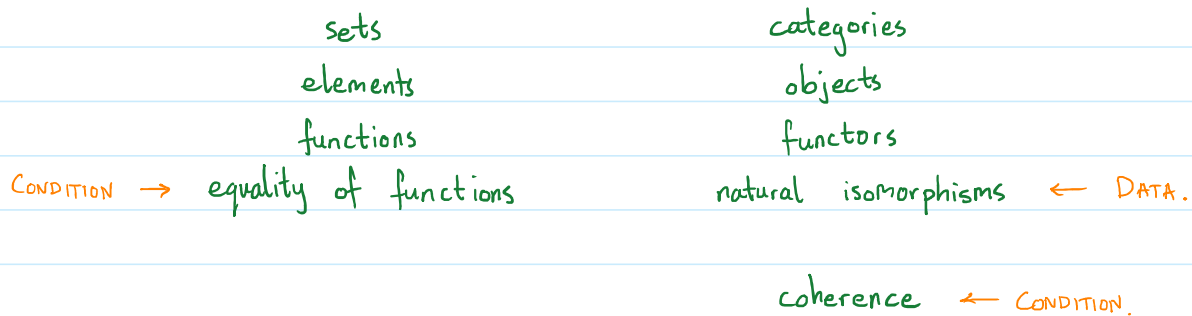 sets categories
elements objects
functions functors
CONDITION → equality of functions natural isomorphisms ← DATA.
coherence ← CONDITION.